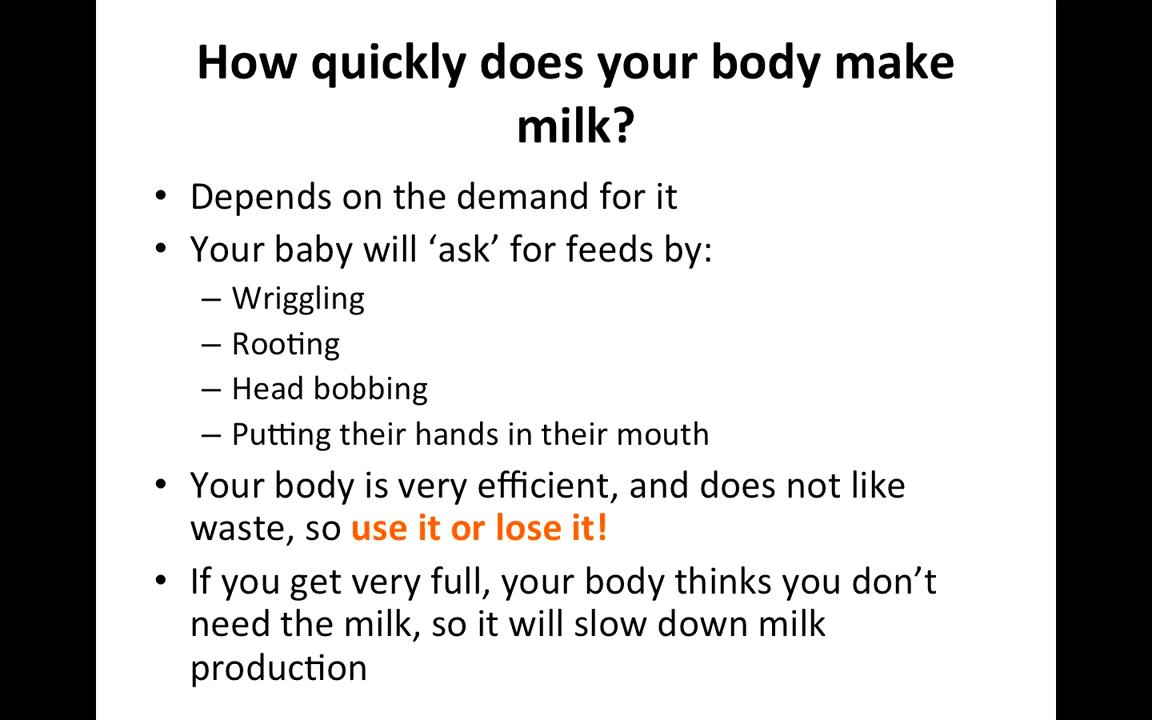 How quickly does your body make
milk?
• Depends on the demand for it
• Your baby will ‘ask’ for feeds by:
– Wriggling
– Rooting
– Head bobbing
– Putting their hands in their mouth
• Your body is very efficient, and does not like
waste, so use it or lose it!
• If you get very full, your body thinks you don’t
need the milk, so it will slow down milk
production